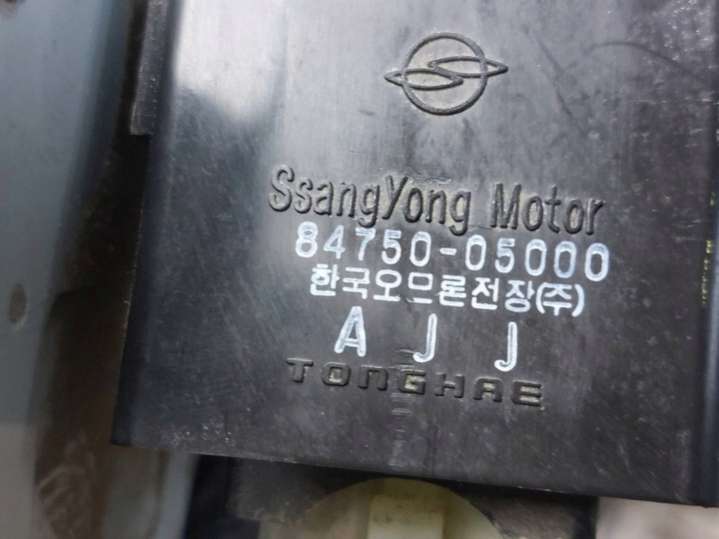 SsangYong Motor
84750-05000
한국오므론전장(주)
A J J
TONGHAE